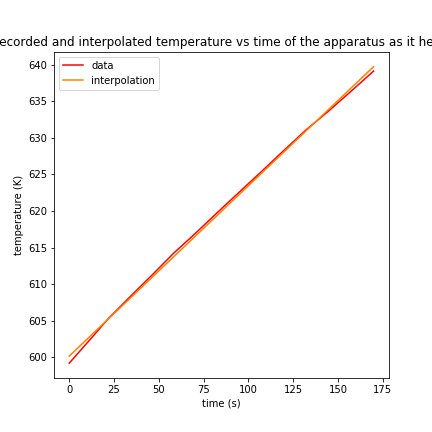 ecorded and interpolated temperature vs time of the apparatus as it he
data
interpolation
640
635
630
625
620
615
610
605
600
temperature (K)
0 25 50 75 100 125 150 175
time (s)